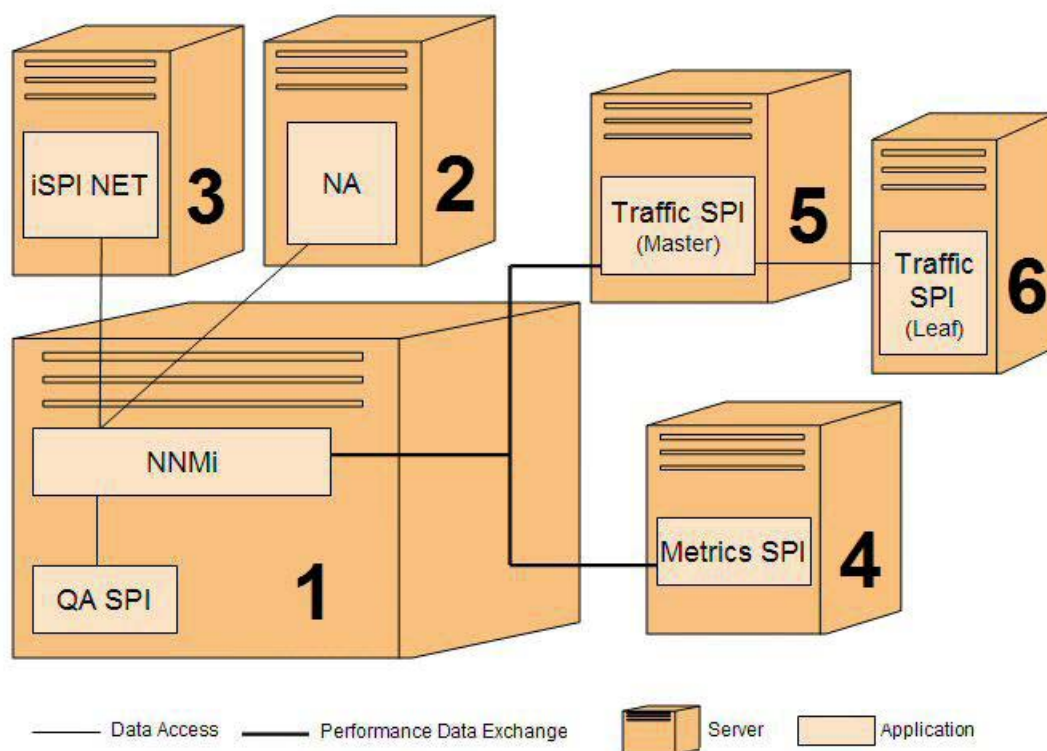 iSPI NET
3
NA
2
Traffic SPI
(Master)
5
Traffic
SPI
(Leaf)
6
NNMi
QA SPI
1
Metrics SPI
4
Data Access
Performance Data Exchange
Server
Application